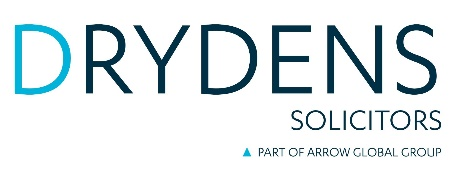 DRYDENS
SOLICITORS
PART OF ARROW GLOBAL GROUP